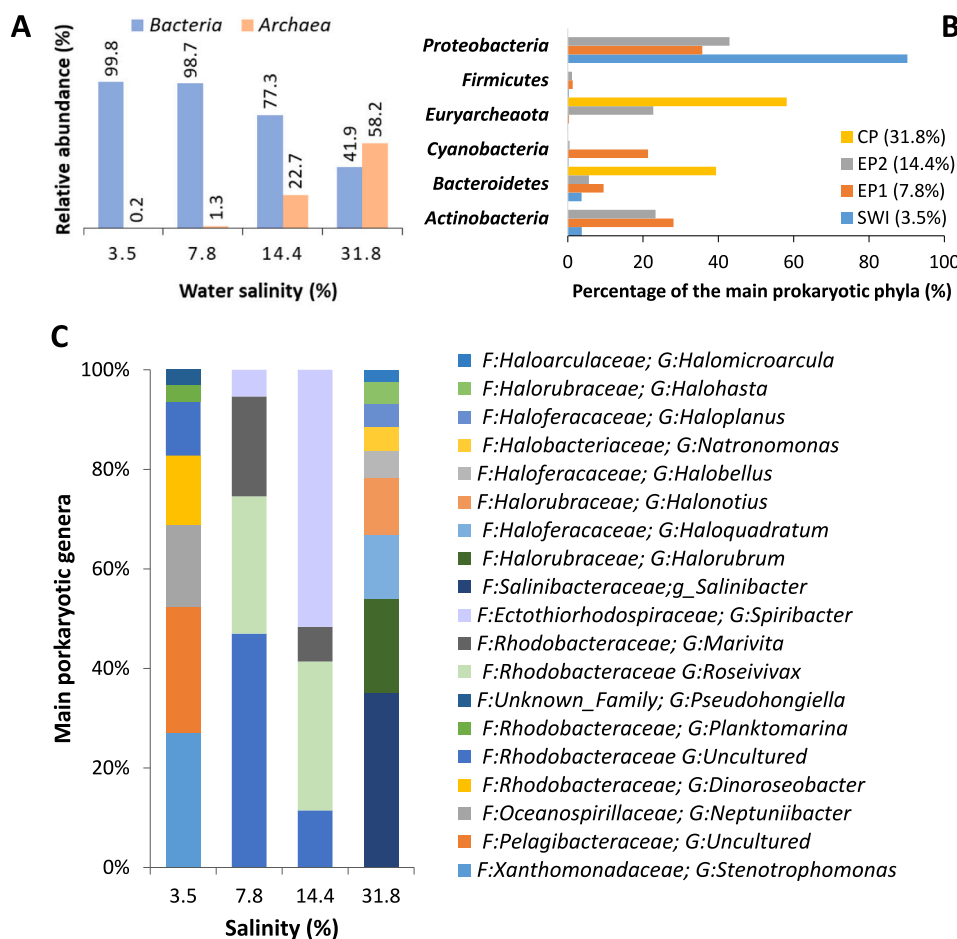 A
Bacteria
Archaea
Relative abundance (%)
99.8
0.2
98.7
1.3
77.3
22.7
41.9
58.2
3.5
7.8
14.4
31.8
Water salinity (%)
B
Proteobacteria
Firmicutes
Euryarcheaota
Cyanobacteria
Bacteroidetes
Actinobacteria
CP (31.8%)
EP2 (14.4%)
EP1 (7.8%)
SWI (3.5%)
0
20
40
60
80
100
Percentage of the main prokaryotic phyla (%)
C
Main porkaryotic genera
100%
80%
60%
40%
20%
0%
3.5
7.8
14.4
31.8
Salinity (%)
F:Haloarculaceae; G:Halomicroarcula
F:Halorubraceae; G:Halohasta
F:Haloferacaceae; G:Haloplanus
F:Halobacteriaceae; G:Natronomonas
F:Haloferacaceae; G:Halobellus
F:Halorubraceae; G:Halonotius
F:Haloferacaceae; G:Haloquadratum
F:Halorubraceae; G:Halorubrum
F:Salinibacteraceae;g_Salinibacter
F:Ectothiorhodospiraceae; G:Spiribacter
F:Rhodobacteraceae; G:Marivita
F:Rhodobacteraceae G:Roseivivax
F:Unknown_Family; G:Pseudohongiella
F:Rhodobacteraceae; G:Planktomarina
F:Rhodobacteraceae G:Uncultured
F:Rhodobacteraceae; G:Dinoroseobacter
F:Oceanospirillaceae; G:Neptuniibacter
F:Pelagibacteraceae; G:Uncultured
F:Xanthomonadaceae; G:Stenotrophomonas